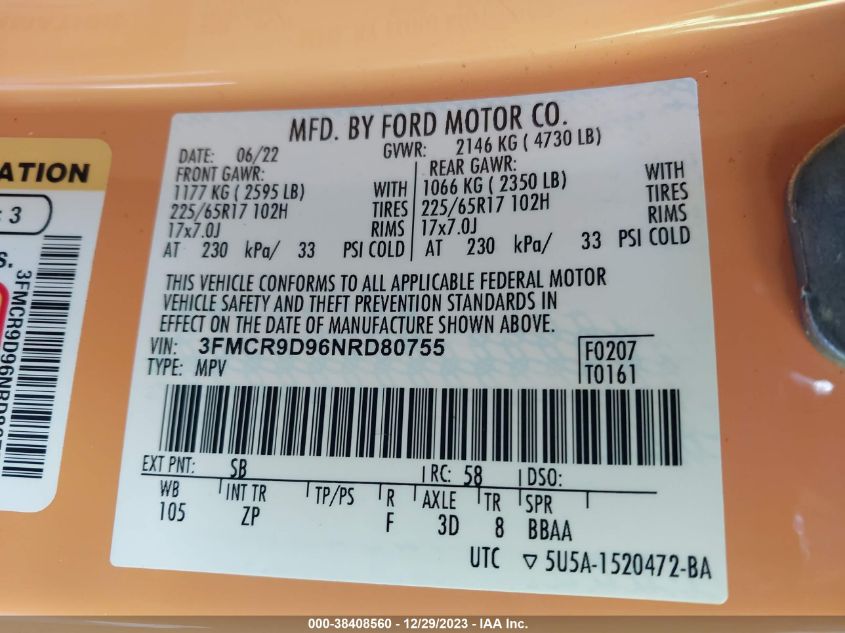 MFD. BY FORD MOTOR CO.
DATE: 06/22 GVWR: 2146 KG ( 4730 LB)
FRONT GAWR: REAR GAWR:
1177 KG ( 2595 LB) WITH 1066 KG ( 2350 LB) WITH
225/65R17 102H TIRES 225/65R17 102H TIRES
17x7.0J RIMS 17x7.0J RIMS
AT 230 kPa/ 33 PSI COLD AT 230 kPa/ 33 PSI COLD
THIS VEHICLE CONFORMS TO ALL APPLICABLE FEDERAL MOTOR
VEHICLE SAFETY AND THEFT PREVENTION STANDARDS IN
EFFECT ON THE DATE OF MANUFACTURE SHOWN ABOVE.
VIN: 3FMCR9D96NRD80755 F0207
TYPE: MPV T0161
EXT PNT: SB RC: 58 DSO:
WB INT TR TP/PS R AXLE TR SPR
105 ZP F 3D 8 BBAA
UTC ▽ 5U5A-1520472-BA
ATION
3
S.
3FMCR9D96NRD80
000-38408560 - 12/29/2023 - IAA Inc.